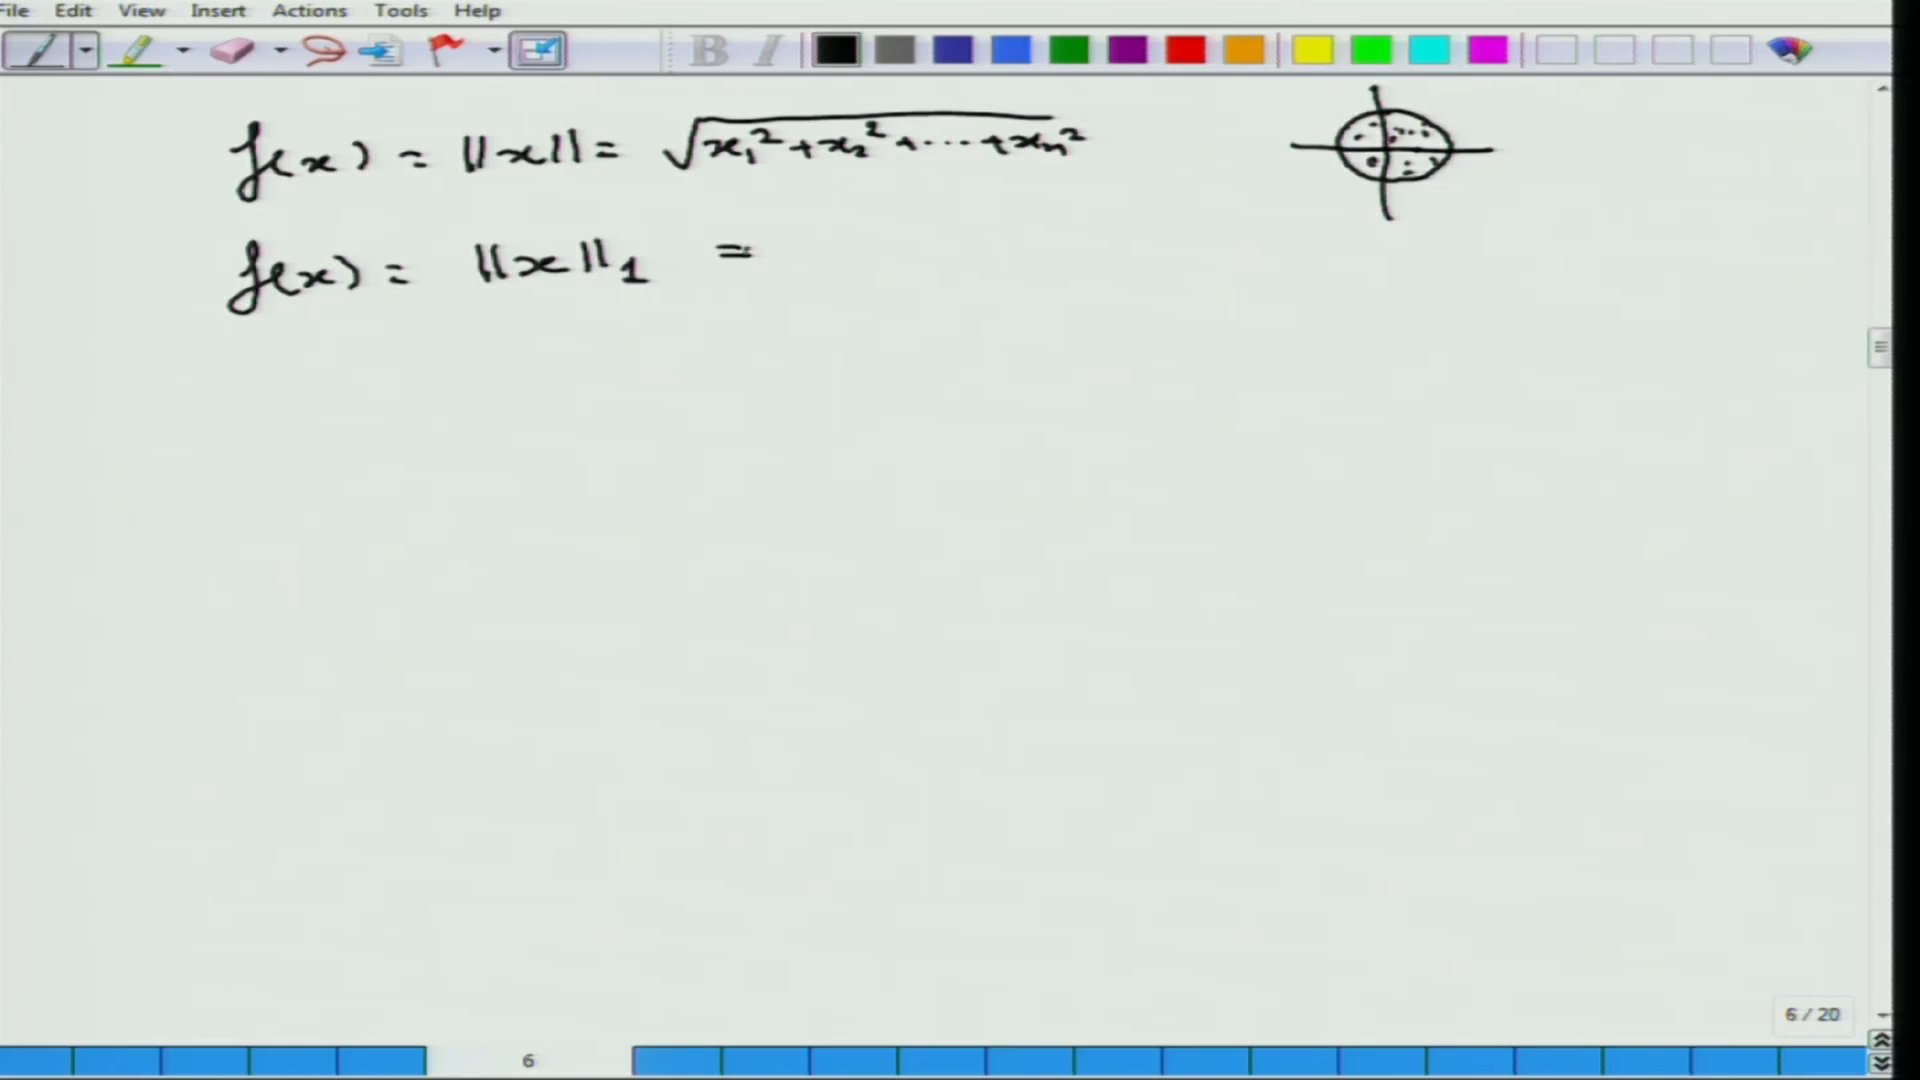 File Edit View Insert Actions Tools Help
B I
f(x) = ||x|| = √x₁² + x₂² + ... + xₙ²
f(x) = ||x||₁ =
6 / 20
6